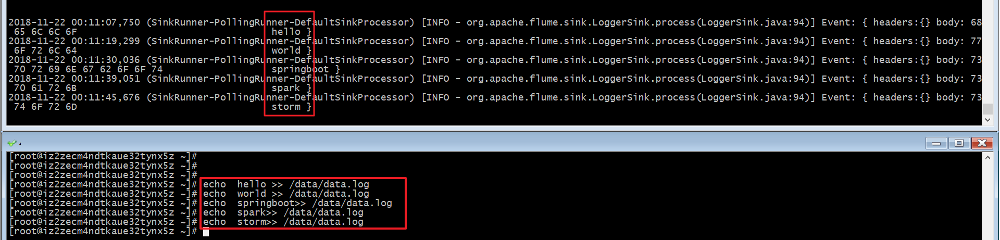 2018-11-22 00:11:07,750 (SinkRunner-PollingRunner-DefaultSinkProcessor) [INFO - org.apache.flume.sink.LoggerSink.process(LoggerSink.java:94)] Event: { headers:{} body: 68
65 6C 6C 6F                                  hello }
2018-11-22 00:11:19,299 (SinkRunner-PollingRunner-DefaultSinkProcessor) [INFO - org.apache.flume.sink.LoggerSink.process(LoggerSink.java:94)] Event: { headers:{} body: 77
6F 72 6C 64                                  world }
2018-11-22 00:11:30,036 (SinkRunner-PollingRunner-DefaultSinkProcessor) [INFO - org.apache.flume.sink.LoggerSink.process(LoggerSink.java:94)] Event: { headers:{} body: 73
70 72 69 6E 67 62 6F 6F 74                   springboot }
2018-11-22 00:11:39,051 (SinkRunner-PollingRunner-DefaultSinkProcessor) [INFO - org.apache.flume.sink.LoggerSink.process(LoggerSink.java:94)] Event: { headers:{} body: 73
70 61 72 6B                                  spark }
2018-11-22 00:11:45,676 (SinkRunner-PollingRunner-DefaultSinkProcessor) [INFO - org.apache.flume.sink.LoggerSink.process(LoggerSink.java:94)] Event: { headers:{} body: 73
74 6F 72 6D                                  storm }
[root@iz2zecm4ndtkaue32tynx5z ~]#
[root@iz2zecm4ndtkaue32tynx5z ~]#
[root@iz2zecm4ndtkaue32tynx5z ~]#
[root@iz2zecm4ndtkaue32tynx5z ~]# echo  hello >> /data/data.log
[root@iz2zecm4ndtkaue32tynx5z ~]# echo  world >> /data/data.log
[root@iz2zecm4ndtkaue32tynx5z ~]# echo  springboot>> /data/data.log
[root@iz2zecm4ndtkaue32tynx5z ~]# echo  spark>> /data/data.log
[root@iz2zecm4ndtkaue32tynx5z ~]# echo  storm>> /data/data.log
[root@iz2zecm4ndtkaue32tynx5z ~]#